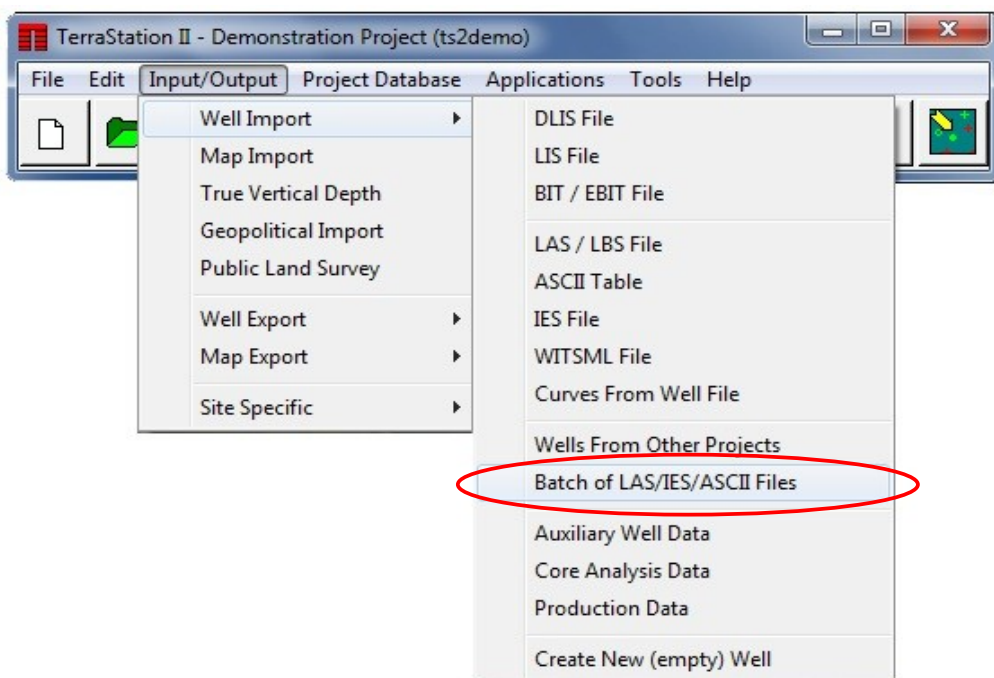 TerraStation II - Demonstration Project (ts2demo)
File Edit Input/Output Project Database Applications Tools Help
Well Import
Map Import
True Vertical Depth
Geopolitical Import
Public Land Survey
Well Export
Map Export
Site Specific
DLIS File
LIS File
BIT / EBIT File
LAS / LBS File
ASCII Table
IES File
WITSML File
Curves From Well File
Wells From Other Projects
Batch of LAS/IES/ASCII Files
Auxiliary Well Data
Core Analysis Data
Production Data
Create New (empty) Well